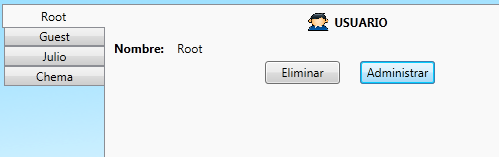 Root
Guest
Julio
Chema
USUARIO
Nombre: Root
Eliminar Administrar